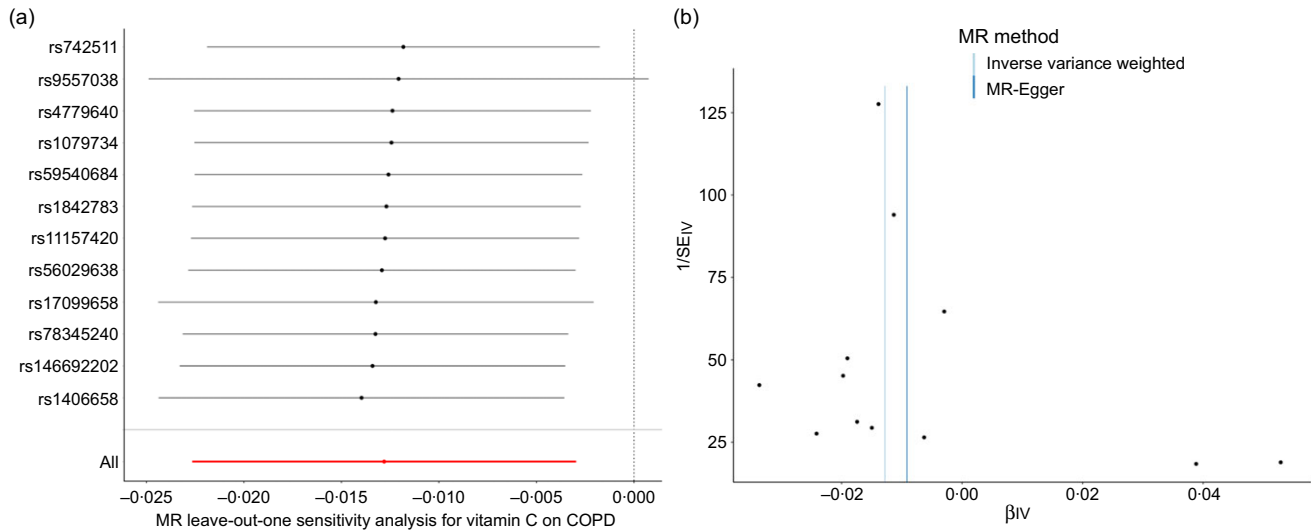 (a)
rs742511
rs9557038
rs4779640
rs1079734
rs59540684
rs1842783
rs11157420
rs56029638
rs17099658
rs78345240
rs146692202
rs1406658
All
–0·025 –0·020 –0·015 –0·010 –0·005 0·000
MR leave-out-one sensitivity analysis for vitamin C on COPD
(b)
MR method
Inverse variance weighted
MR-Egger
125
100
75
50
25
1/SEIV
–0·02 0·00 0·02 0·04
βIV